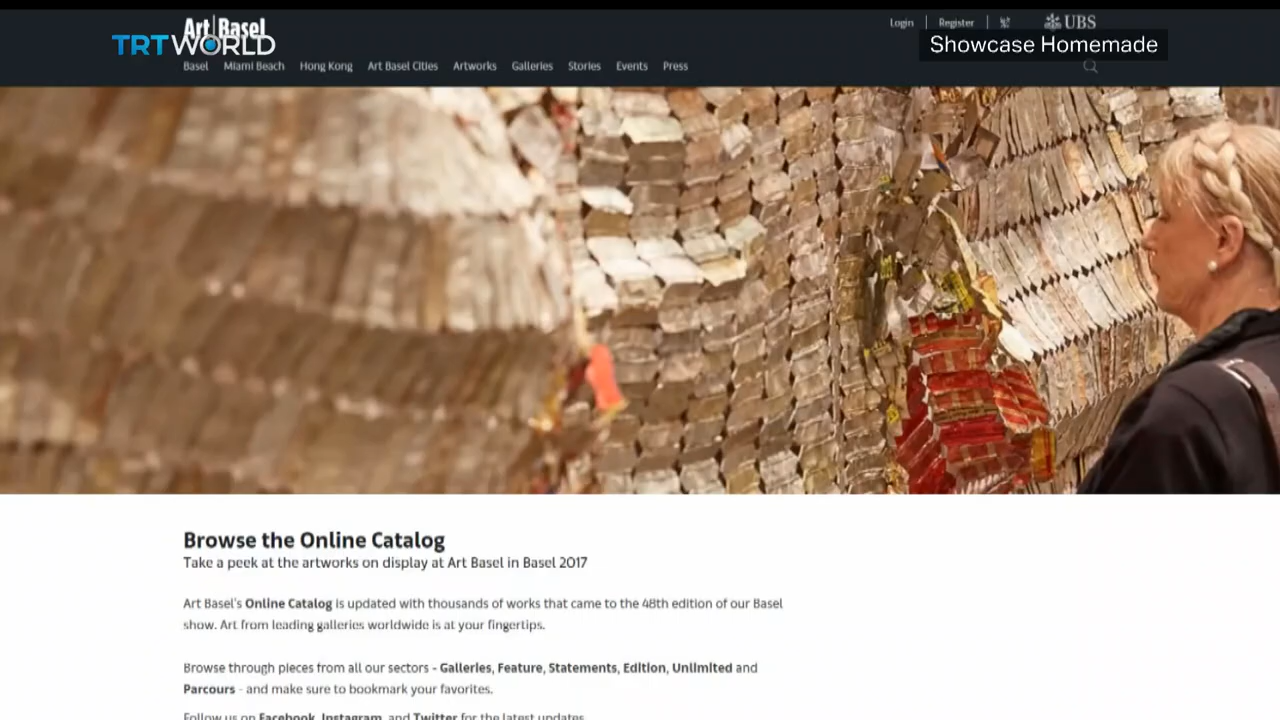 Art Basel
TRT WORLD
Login
Register
UBS
Showcase Homemade
Basel
Miami Beach
Hong Kong
Art Basel Cities
Artworks
Galleries
Stories
Events
Press
Browse the Online Catalog
Take a peek at the artworks on display at Art Basel in Basel 2017
Art Basel's Online Catalog is updated with thousands of works that came to the 48th edition of our Basel
show. Art from leading galleries worldwide is at your fingertips.
Browse through pieces from all our sectors - Galleries, Feature, Statements, Edition, Unlimited and
Parcours - and make sure to bookmark your favorites.
Follow us on Facebook, Instagram, and Twitter for the latest updates.